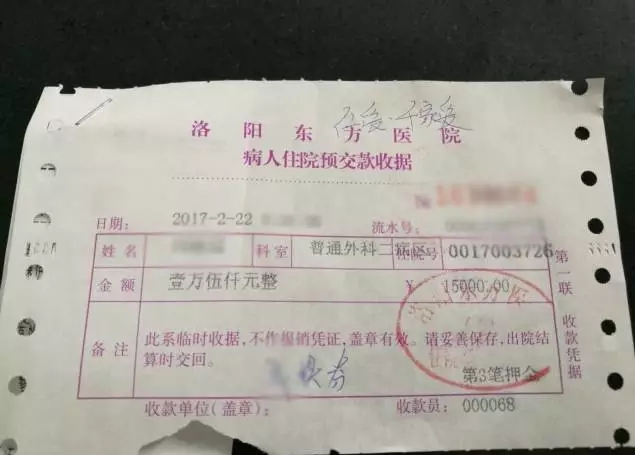 洛阳东方医院
病人住院预交款收据
№
日期: 2017-2-22 流水号:
姓名 科室 普通外科二病区 住院号 0017003726
金额 壹万伍仟元整 ¥ 15000.00
备注 此系临时收据,不作报销凭证,盖章有效。请妥善保存,出院结
算时交回。
第3笔押金
收款单位(盖章): 收款员: 000068
第一联 收款凭据